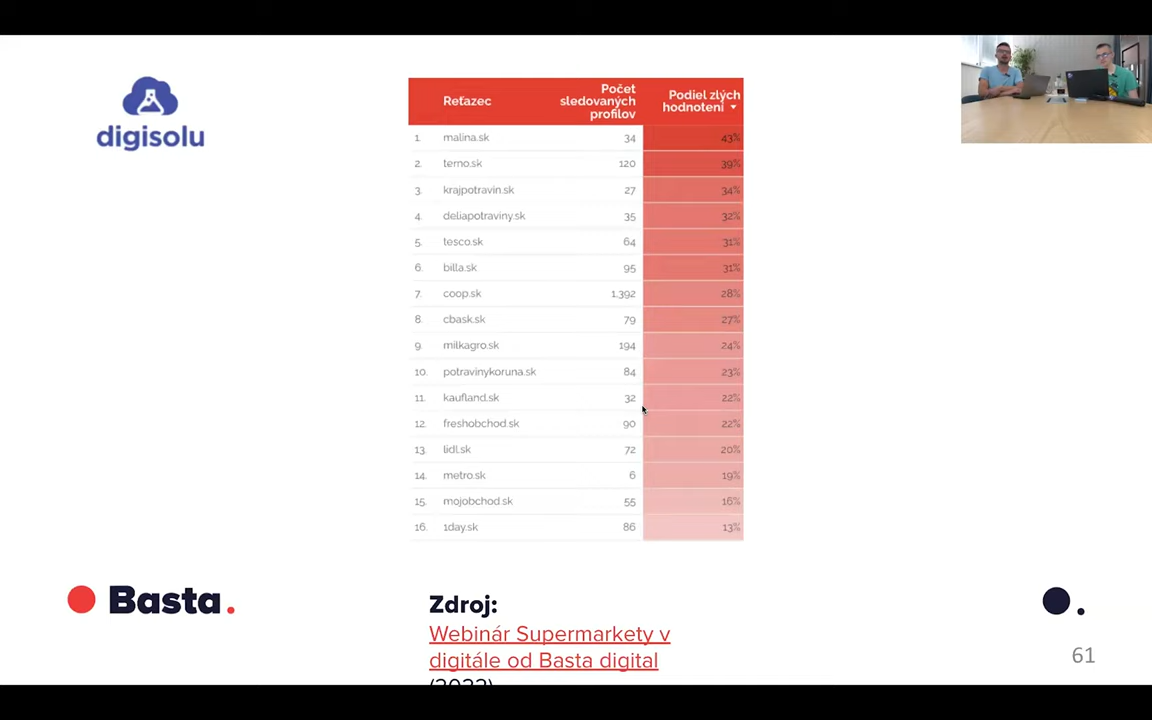 digisolu
Reťazec Počet sledovaných profilov Podiel zlých hodnotení
1. malina.sk 34 43%
2. terno.sk 120 39%
3. krajpotravin.sk 27 34%
4. deliapotraviny.sk 35 32%
5. tesco.sk 64 31%
6. billa.sk 95 31%
7. coop.sk 1,392 28%
8. cbask.sk 79 27%
9. milkagro.sk 194 24%
10. potravinykoruna.sk 84 23%
11. kaufland.sk 32 22%
12. freshobchod.sk 90 22%
13. lidl.sk 72 20%
14. metro.sk 6 19%
15. mojobchod.sk 55 16%
16. 1day.sk 86 13%
Basta.
Zdroj:
Webinár Supermarkety v
digitále od Basta digital
61